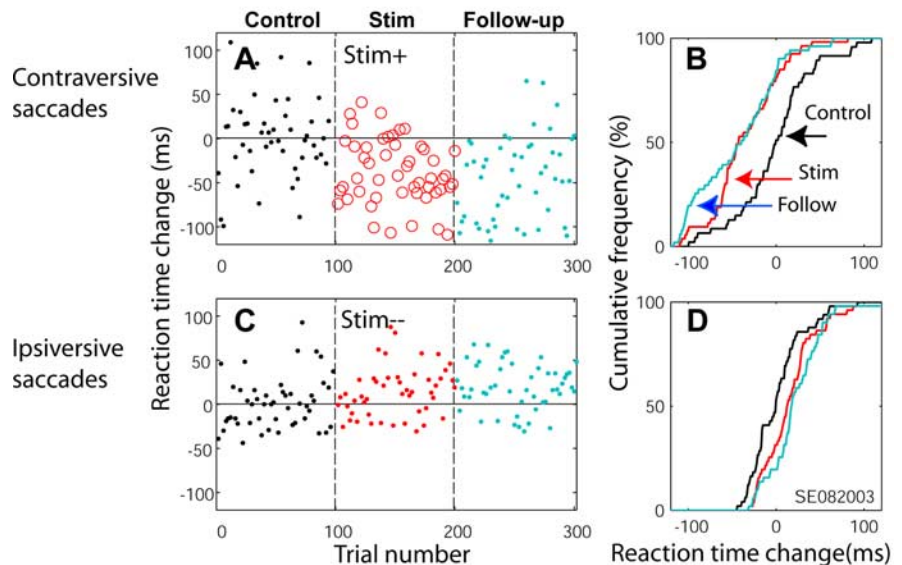 Control Stim Follow-up
Contraversive
saccades
A Stim+
100
50
0
-50
-100
0 100 200 300
B
Control
Stim
Follow
100
50
0
-100 0 100
Reaction time change (ms)
Cumulative frequency (%)
Ipsiversive
saccades
C Stim--
100
50
0
-50
-100
0 100 200 300
Trial number
D
100
50
0
SE082003
-100 0 100
Reaction time change(ms)